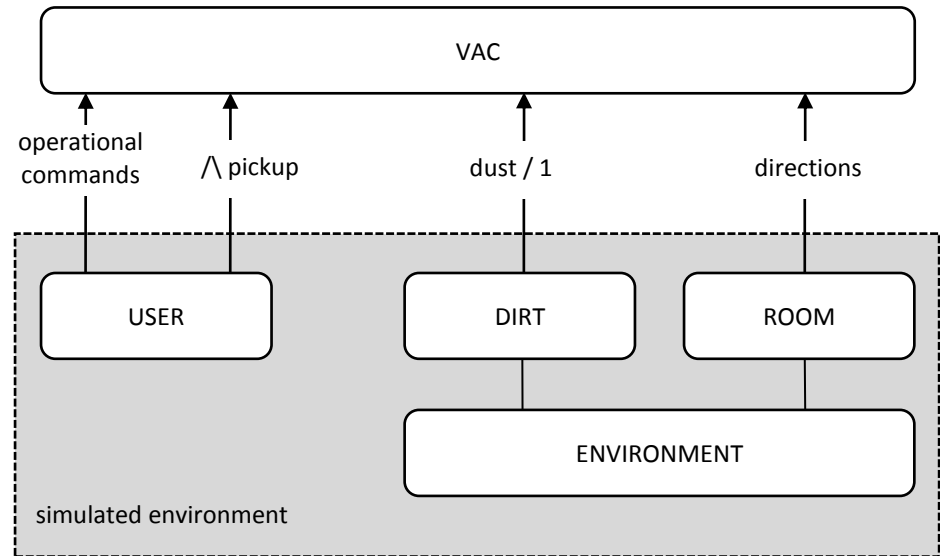 VAC
operational
commands
/\ pickup
dust / 1
directions
USER
DIRT
ROOM
ENVIRONMENT
simulated environment